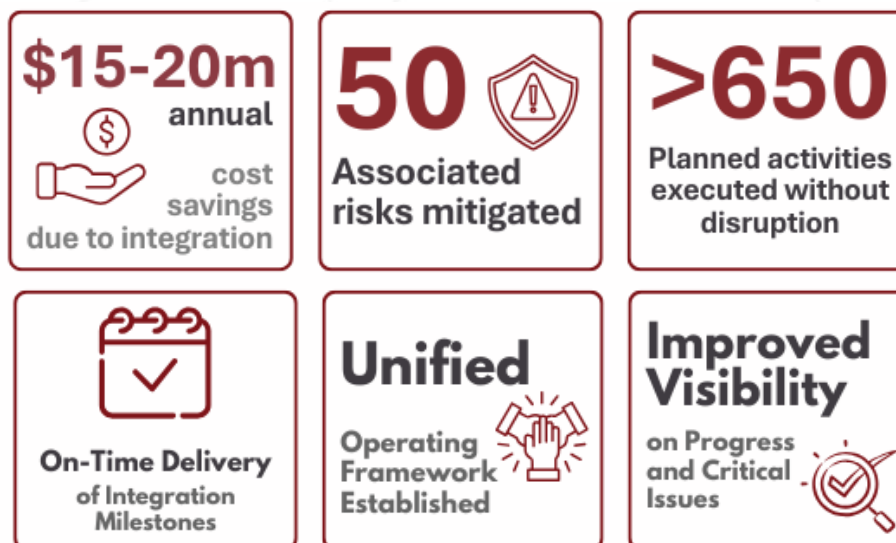 $15-20m
annual
$
cost
savings
due to integration
50
Associated
risks mitigated
>650
Planned activities
executed without
disruption
On-Time Delivery
of Integration
Milestones
Unified
Operating
Framework
Established
Improved
Visibility
on Progress
and Critical
Issues